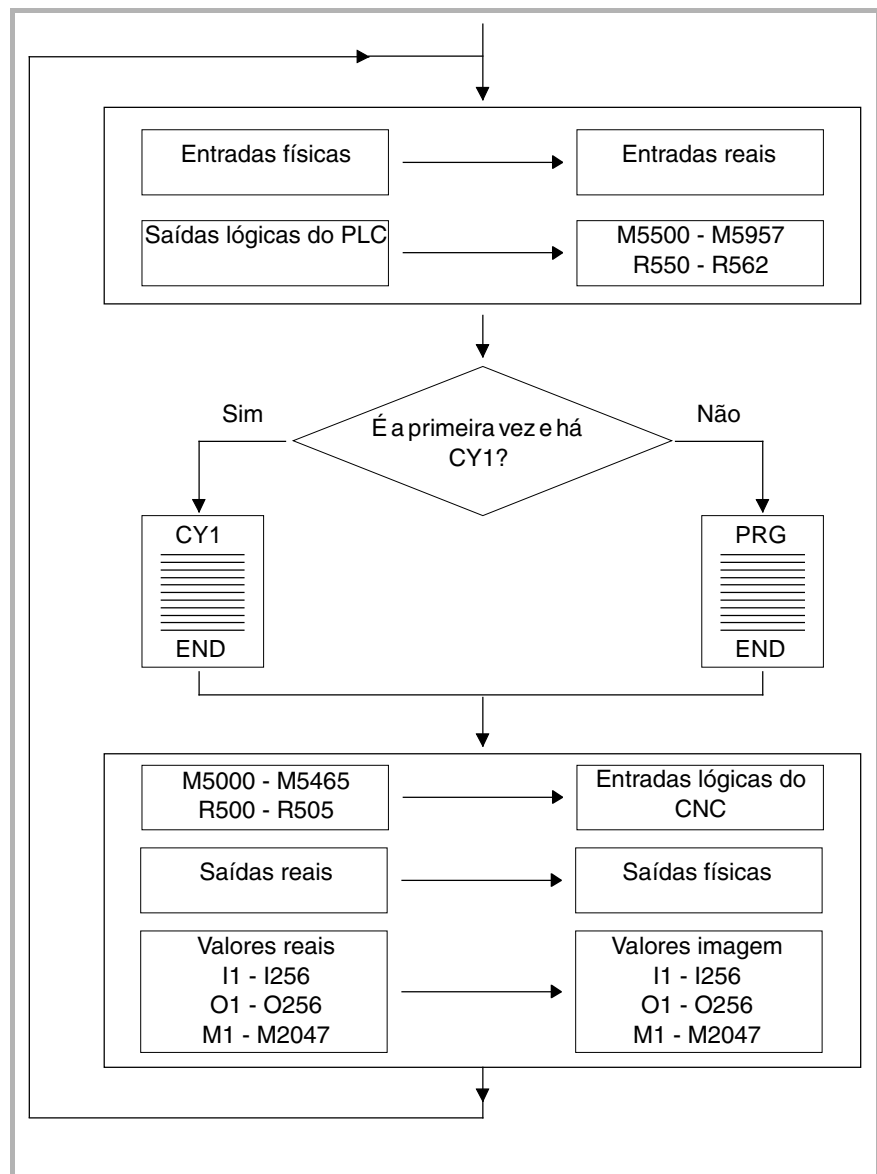 Entradas físicas
Entradas reais
Saídas lógicas do PLC
M5500 - M5957
R550 - R562
Sim
É a primeira vez e há
CY1?
Não
CY1
END
PRG
END
M5000 - M5465
R500 - R505
Entradas lógicas do
CNC
Saídas reais
Saídas físicas
Valores reais
I1 - I256
O1 - O256
M1 - M2047
Valores imagem
I1 - I256
O1 - O256
M1 - M2047